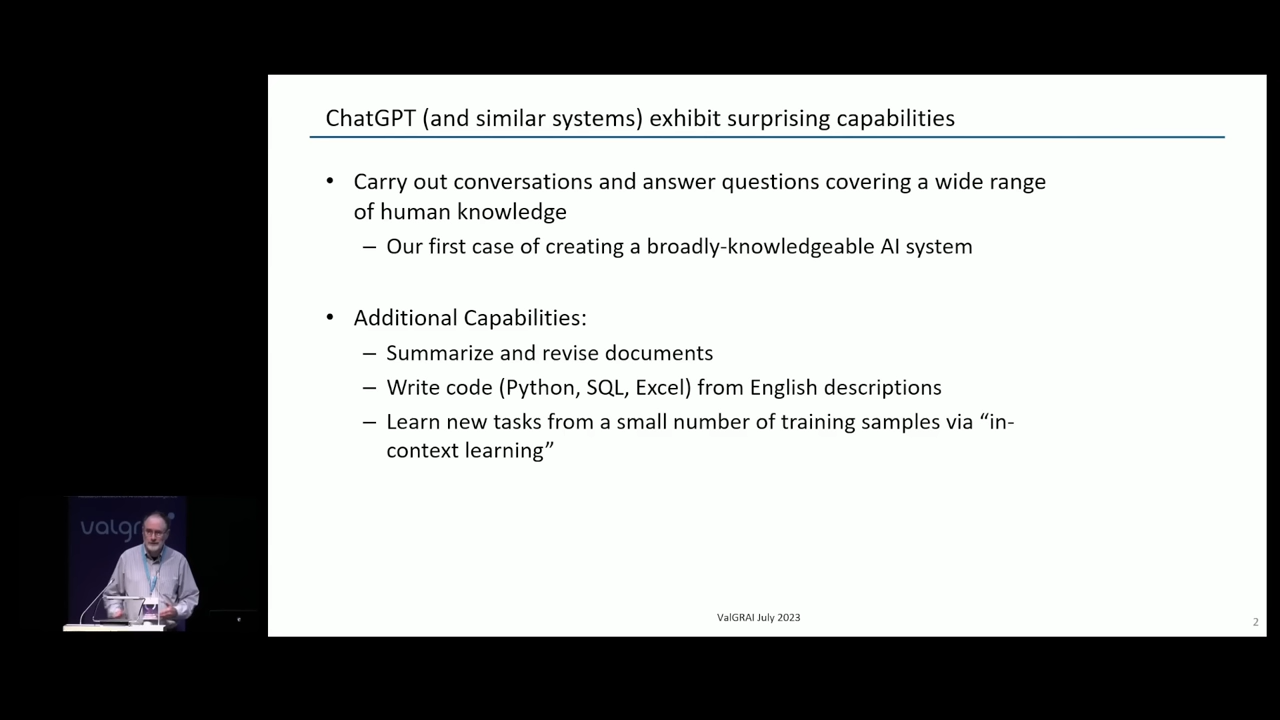 ChatGPT (and similar systems) exhibit surprising capabilities
• Carry out conversations and answer questions covering a wide range
of human knowledge
– Our first case of creating a broadly-knowledgeable AI system
• Additional Capabilities:
– Summarize and revise documents
– Write code (Python, SQL, Excel) from English descriptions
– Learn new tasks from a small number of training samples via “in-
context learning”
valgr
ValGRAI July 2023
2